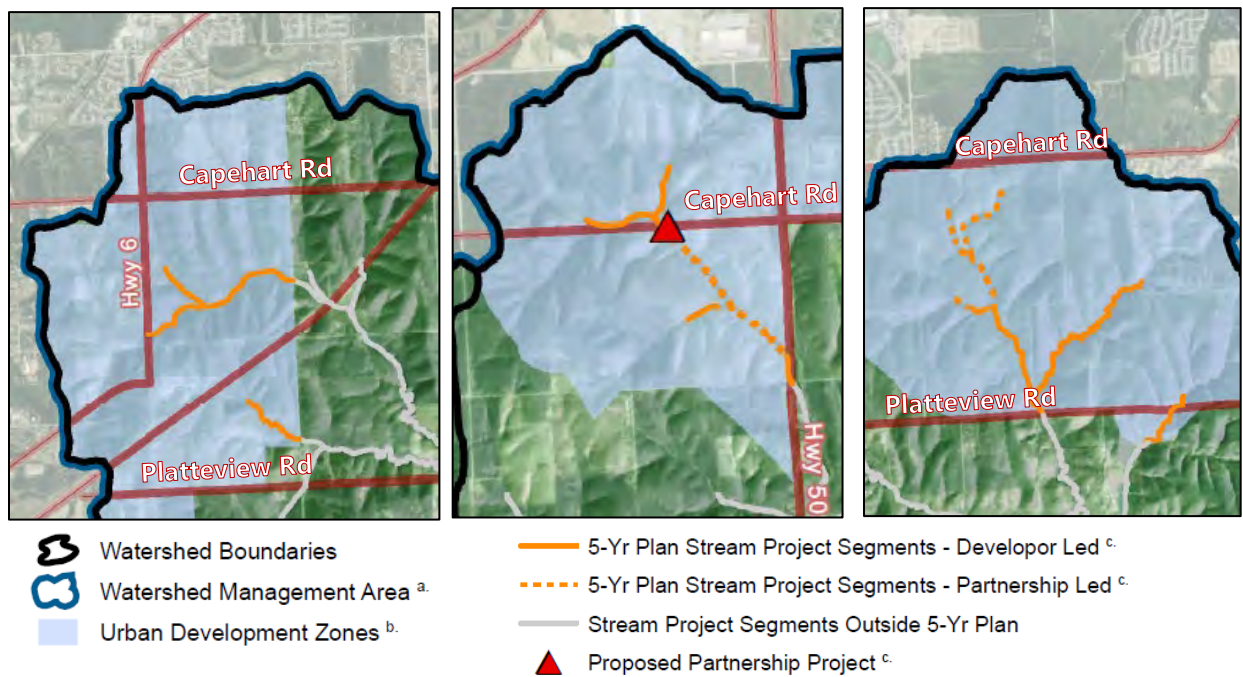 Capehart Rd
Hwy 6
Platteview Rd
Capehart Rd
Hwy 50
Capehart Rd
Platteview Rd
Watershed Boundaries
Watershed Management Area a.
Urban Development Zones b.
5-Yr Plan Stream Project Segments - Developor Led c.
5-Yr Plan Stream Project Segments - Partnership Led c.
Stream Project Segments Outside 5-Yr Plan
Proposed Partnership Project c.